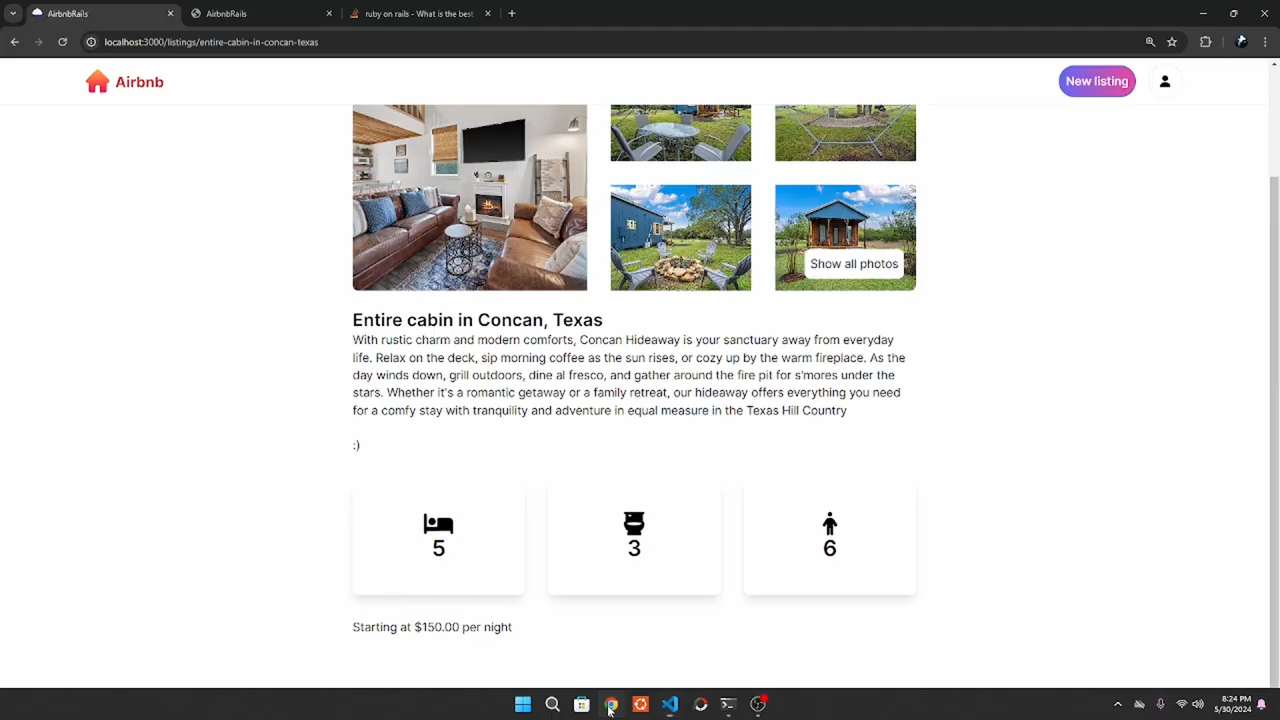 AirbnbRails
AirbnbRails
ruby on rails - What is the best
localhost:3000/listings/entire-cabin-in-concan-texas
Airbnb
New listing
Show all photos
Entire cabin in Concan, Texas
With rustic charm and modern comforts, Concan Hideaway is your sanctuary away from everyday
life. Relax on the deck, sip morning coffee as the sun rises, or cozy up by the warm fireplace. As the
day winds down, grill outdoors, dine al fresco, and gather around the fire pit for s'mores under the
stars. Whether it's a romantic getaway or a family retreat, our hideaway offers everything you need
for a comfy stay with tranquility and adventure in equal measure in the Texas Hill Country
:)
5
3
6
Starting at $150.00 per night
8:24 PM
5/30/2024